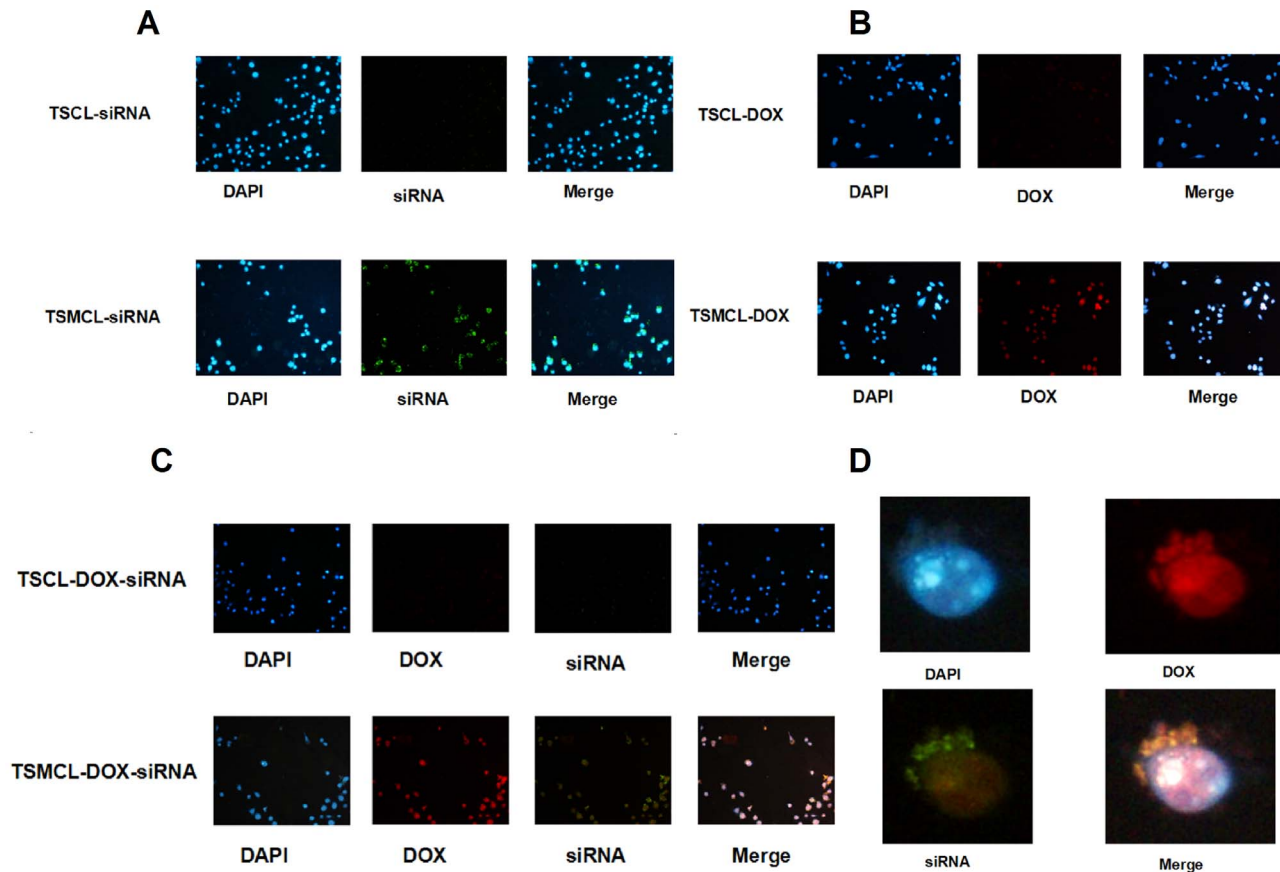 A
TSCL-siRNA
DAPI siRNA Merge
TSMCL-siRNA
DAPI siRNA Merge
B
TSCL-DOX
DAPI DOX Merge
TSMCL-DOX
DAPI DOX Merge
C
TSCL-DOX-siRNA
DAPI DOX siRNA Merge
TSMCL-DOX-siRNA
DAPI DOX siRNA Merge
D
DAPI DOX
siRNA Merge